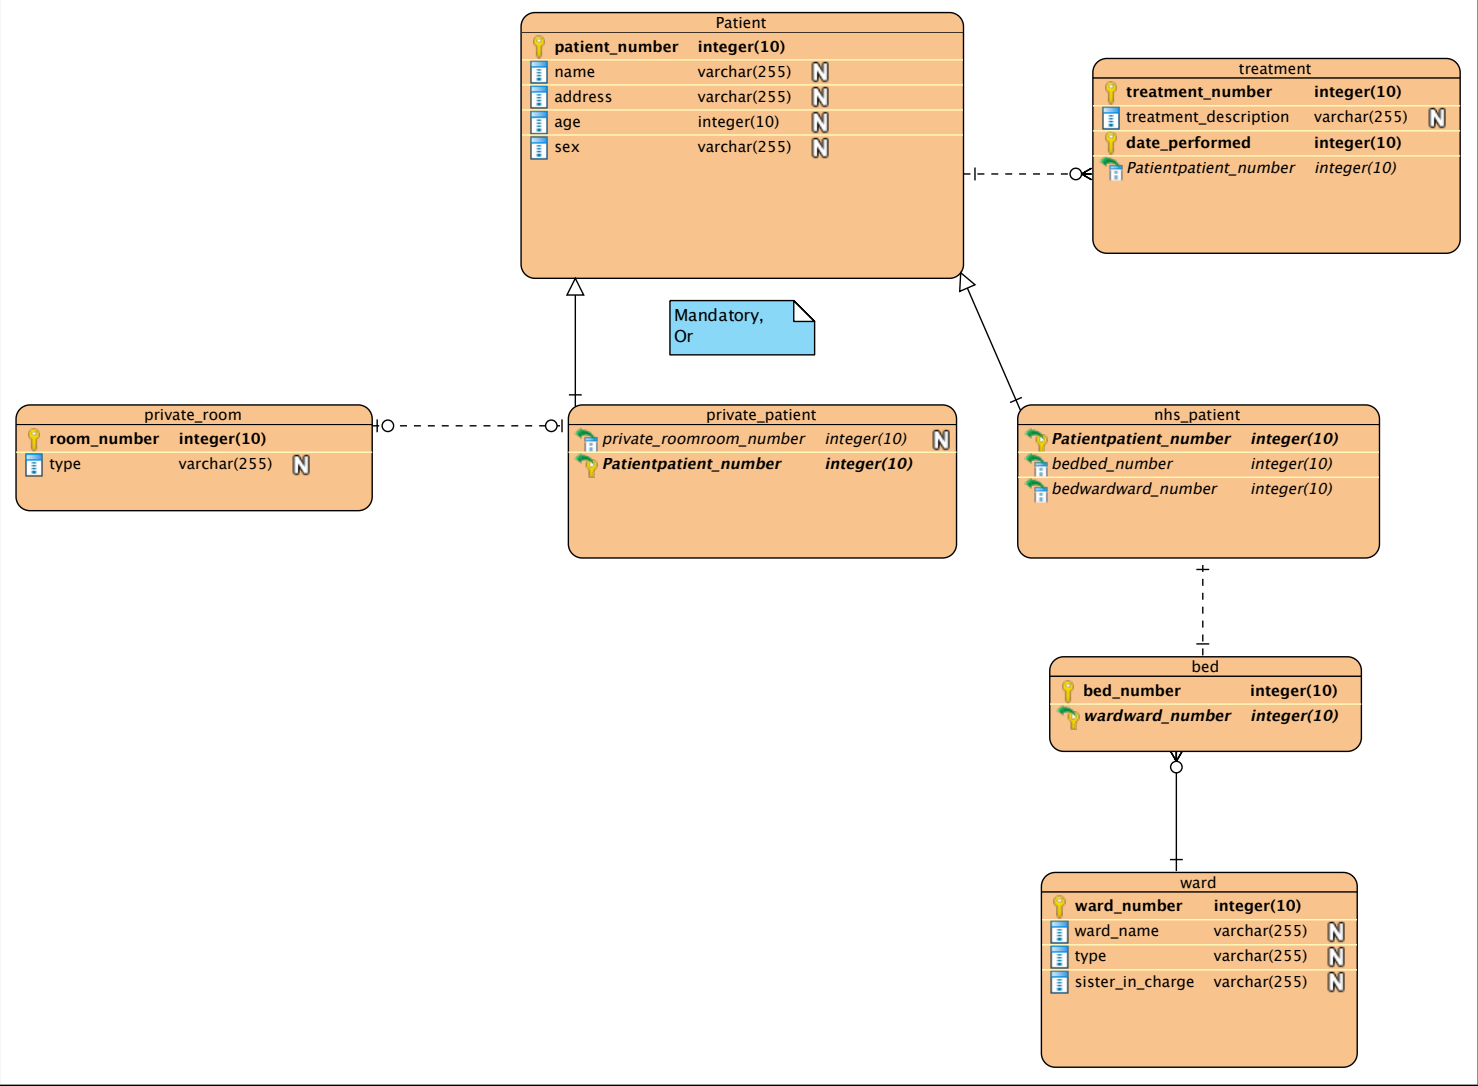 Patient
patient_number integer(10)
name varchar(255) N
address varchar(255) N
age integer(10) N
sex varchar(255) N
treatment
treatment_number integer(10)
treatment_description varchar(255) N
date_performed integer(10)
Patientpatient_number integer(10)
Mandatory,
Or
private_room
room_number integer(10)
type varchar(255) N
private_patient
private_roomroom_number integer(10) N
Patientpatient_number integer(10)
nhs_patient
Patientpatient_number integer(10)
bedbed_number integer(10)
bedwardward_number integer(10)
bed
bed_number integer(10)
wardward_number integer(10)
ward
ward_number integer(10)
ward_name varchar(255) N
type varchar(255) N
sister_in_charge varchar(255) N